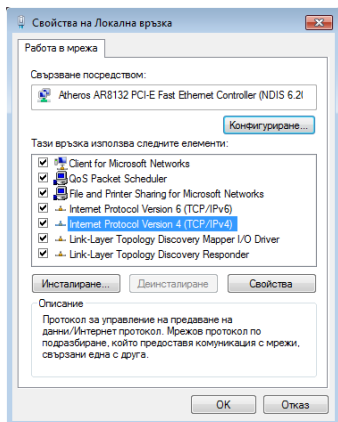 Свойства на Локална връзка
Работа в мрежа
Свързване посредством:
Atheros AR8132 PCI-E Fast Ethernet Controller (NDIS 6.20
Конфигуриране...
Тази връзка използва следните елементи:
Client for Microsoft Networks
QoS Packet Scheduler
File and Printer Sharing for Microsoft Networks
Internet Protocol Version 6 (TCP/IPv6)
Internet Protocol Version 4 (TCP/IPv4)
Link-Layer Topology Discovery Mapper I/O Driver
Link-Layer Topology Discovery Responder
Инсталиране... Деинсталиране Свойства
Описание
Протокол за управление на предаване на
данни/Интернет протокол. Мрежов протокол по
подразбиране, който предоставя комуникация с мрежи,
свързани една с друга.
OK Отказ